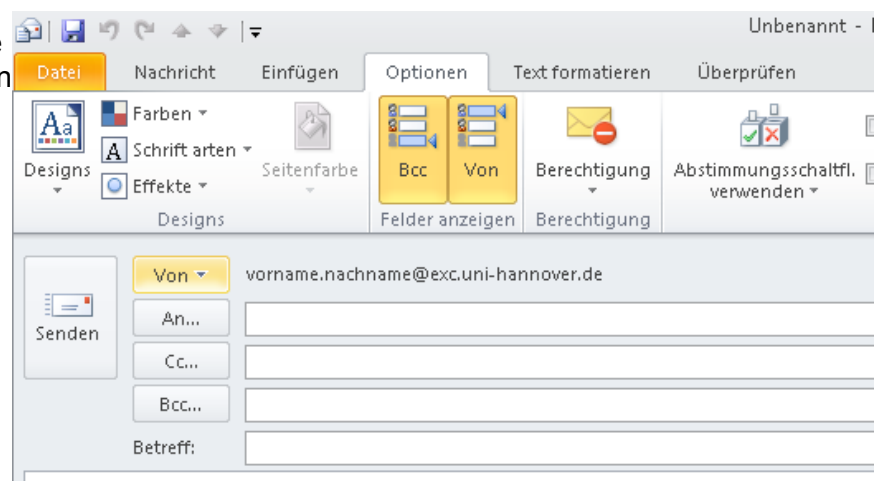 Unbenannt -
Datei Nachricht Einfügen Optionen Text formatieren Überprüfen
Aa Farben
A Schrift arten
Effekte
Designs Seitenfarbe Bcc Von Berechtigung Abstimmungsschaltfl.
verwenden
Designs Felder anzeigen Berechtigung
Von vorname.nachname@exc.uni-hannover.de
An...
Senden
Cc...
Bcc...
Betreff: